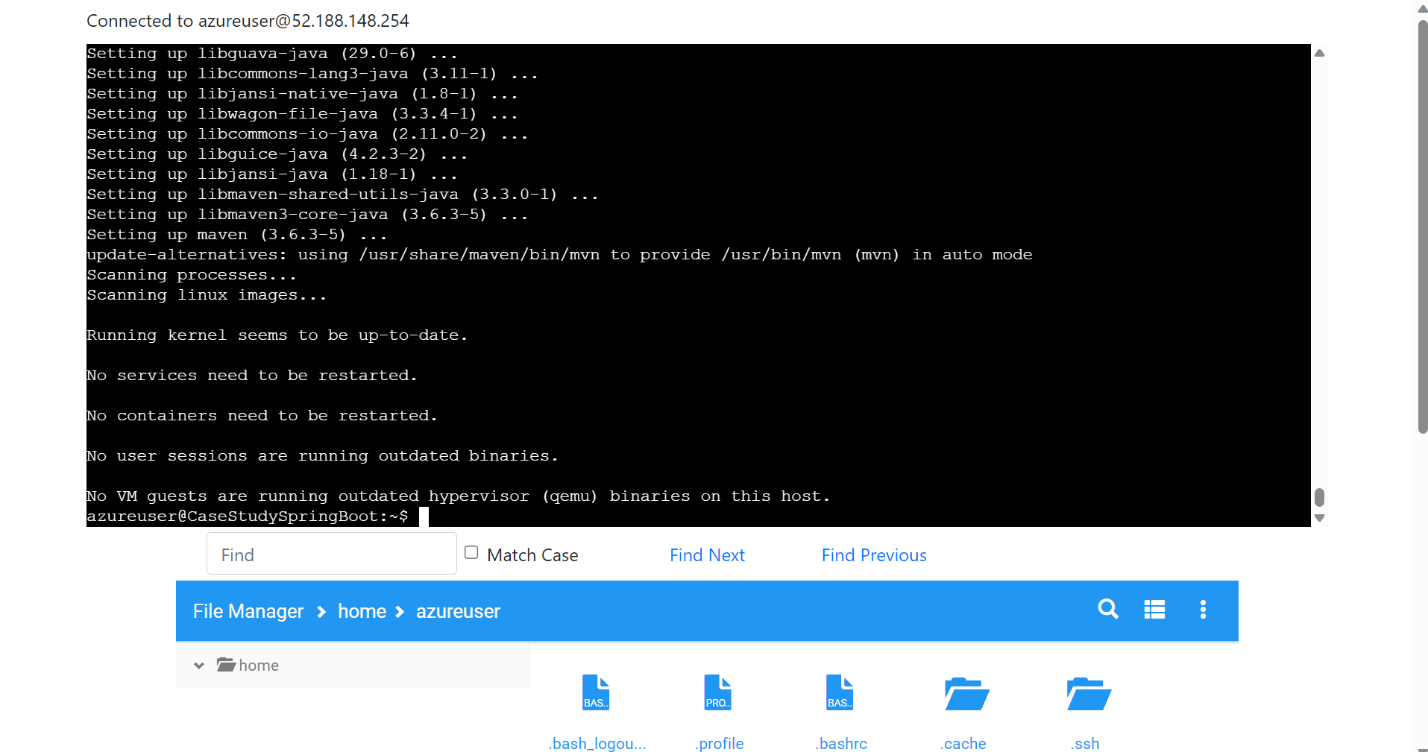 Connected to azureuser@52.188.148.254
Setting up libguava-java (29.0-6) ...
Setting up libcommons-lang3-java (3.11-1) ...
Setting up libjansi-native-java (1.8-1) ...
Setting up libwagon-file-java (3.3.4-1) ...
Setting up libcommons-io-java (2.11.0-2) ...
Setting up libguice-java (4.2.3-2) ...
Setting up libjansi-java (1.18-1) ...
Setting up libmaven-shared-utils-java (3.3.0-1) ...
Setting up libmaven3-core-java (3.6.3-5) ...
Setting up maven (3.6.3-5) ...
update-alternatives: using /usr/share/maven/bin/mvn to provide /usr/bin/mvn (mvn) in auto mode
Scanning processes...
Scanning linux images...
Running kernel seems to be up-to-date.
No services need to be restarted.
No containers need to be restarted.
No user sessions are running outdated binaries.
No VM guests are running outdated hypervisor (qemu) binaries on this host.
azureuser@CaseStudySpringBoot:~$
Find Match Case Find Next Find Previous
File Manager > home > azureuser
home
BAS.. PRO.. BAS..
.bash_logou... .profile .bashrc .cache .ssh